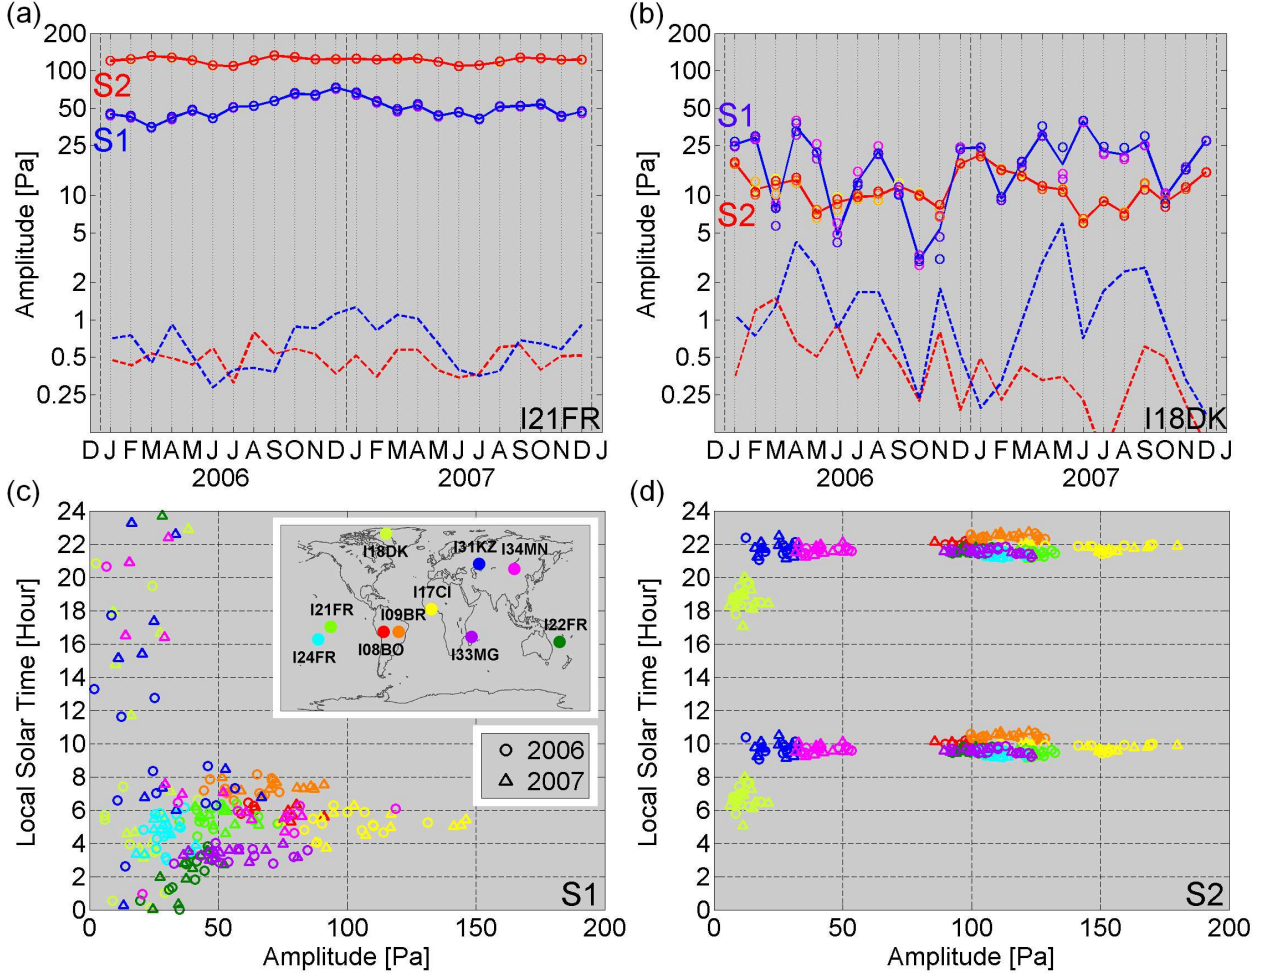 (a)
200
100
50
25
10
5
2
1
0.5
0.25
Amplitude [Pa]
S2
S1
I21FR
D J F M A M J J A S O N D J F M A M J J A S O N D J
2006 2007
(b)
200
100
50
25
10
5
2
1
0.5
0.25
Amplitude [Pa]
S1
S2
I18DK
D J F M A M J J A S O N D J F M A M J J A S O N D J
2006 2007
(c)
24
22
20
18
16
14
12
10
8
6
4
2
0
Local Solar Time [Hour]
I18DK
I31KZ I34MN
I17CI
I21FR
I09BR
I22FR
I24FR
I08BO
I33MG
2006
2007
S1
0 50 100 150 200
Amplitude [Pa]
(d)
24
22
20
18
16
14
12
10
8
6
4
2
0
Local Solar Time [Hour]
S2
0 50 100 150 200
Amplitude [Pa]